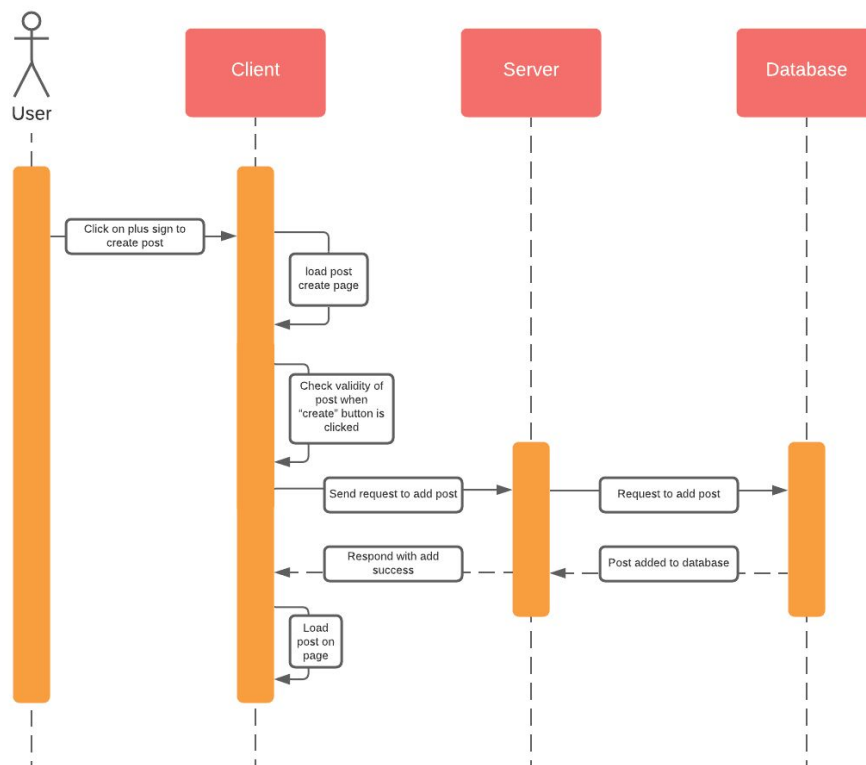 Client
Server
Database
User
Click on plus sign to
create post
load post
create page
Check validity of
post when
“create” button is
clicked
Send request to add post
Request to add post
Respond with add
success
Post added to database
Load
post on
page